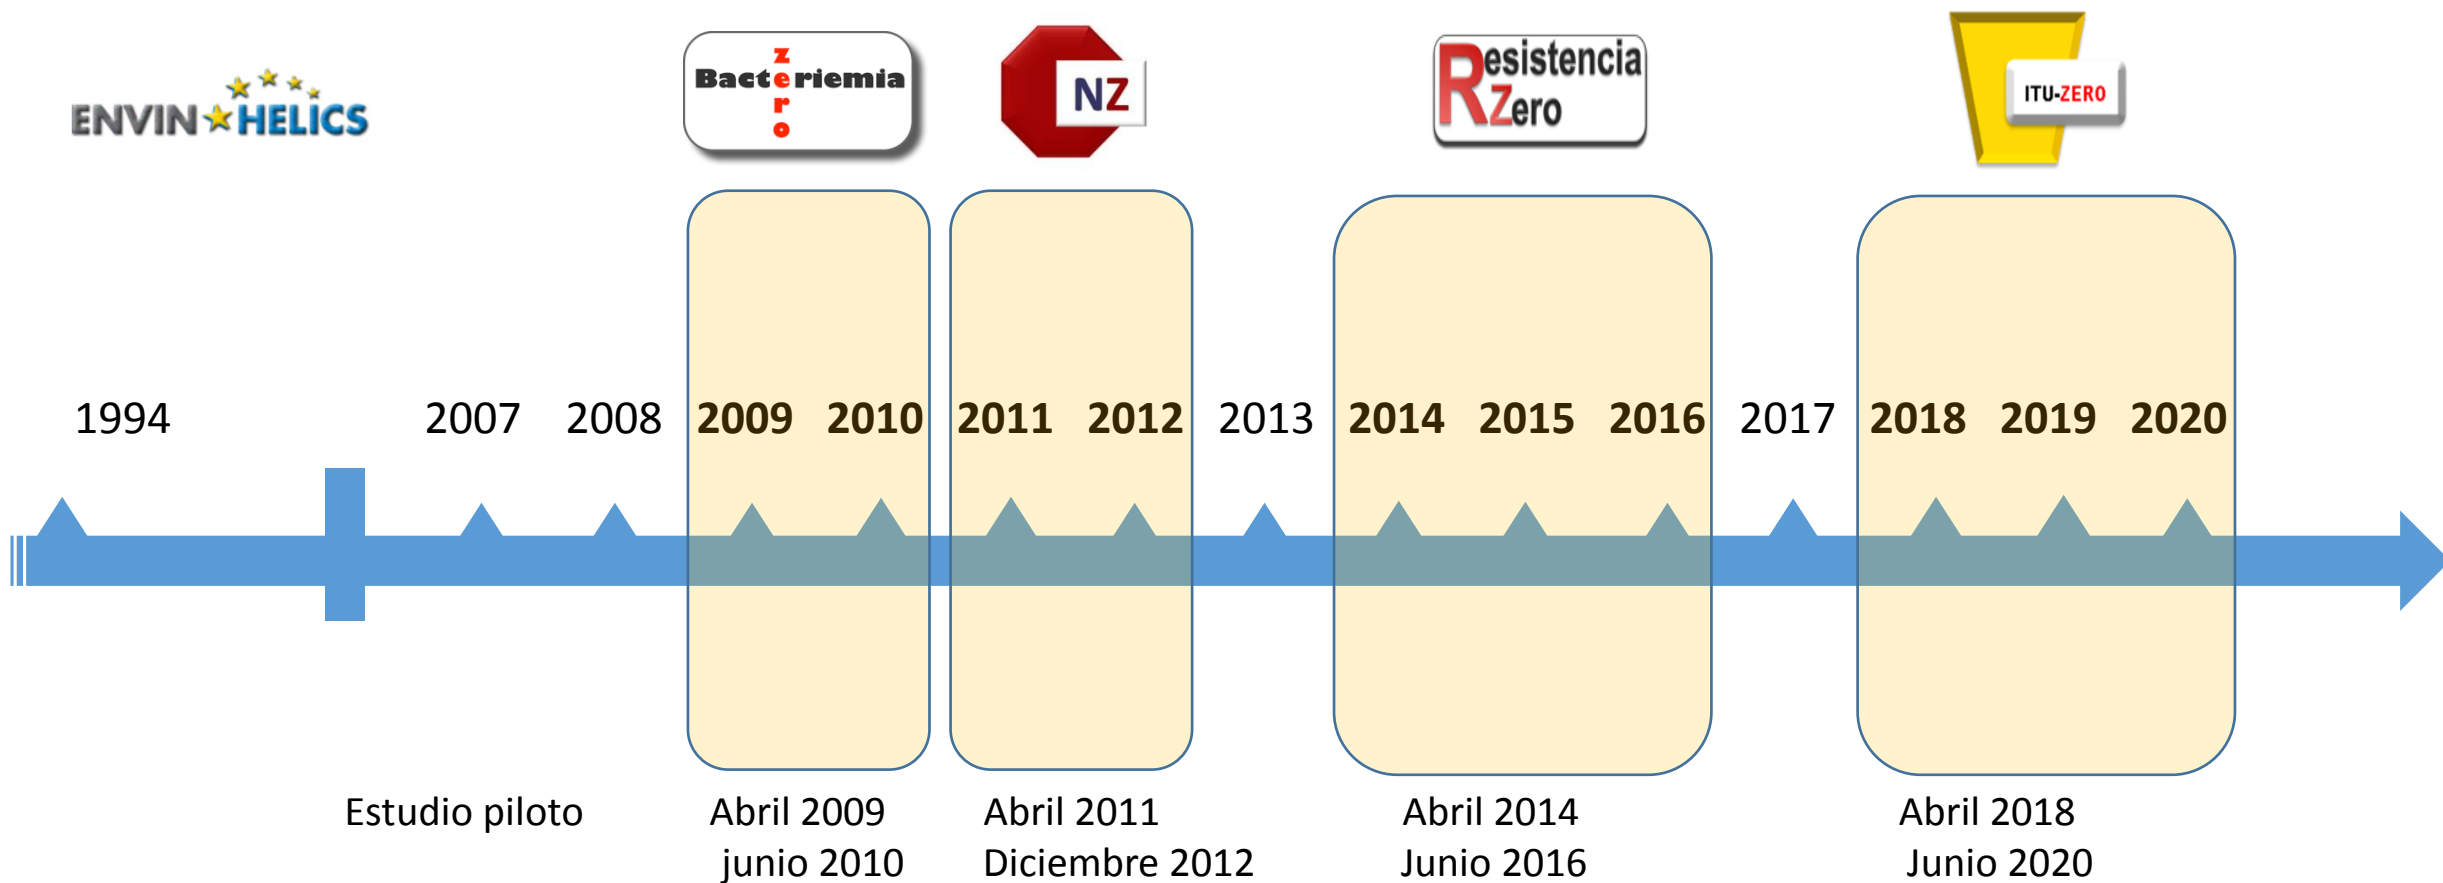 ENVIN HELICS
Bacteriemia
zero
NZ
Resistencia
Zero
ITU-ZERO
1994 2007 2008 2009 2010 2011 2012 2013 2014 2015 2016 2017 2018 2019 2020
Estudio piloto
Abril 2009
junio 2010
Abril 2011
Diciembre 2012
Abril 2014
Junio 2016
Abril 2018
Junio 2020